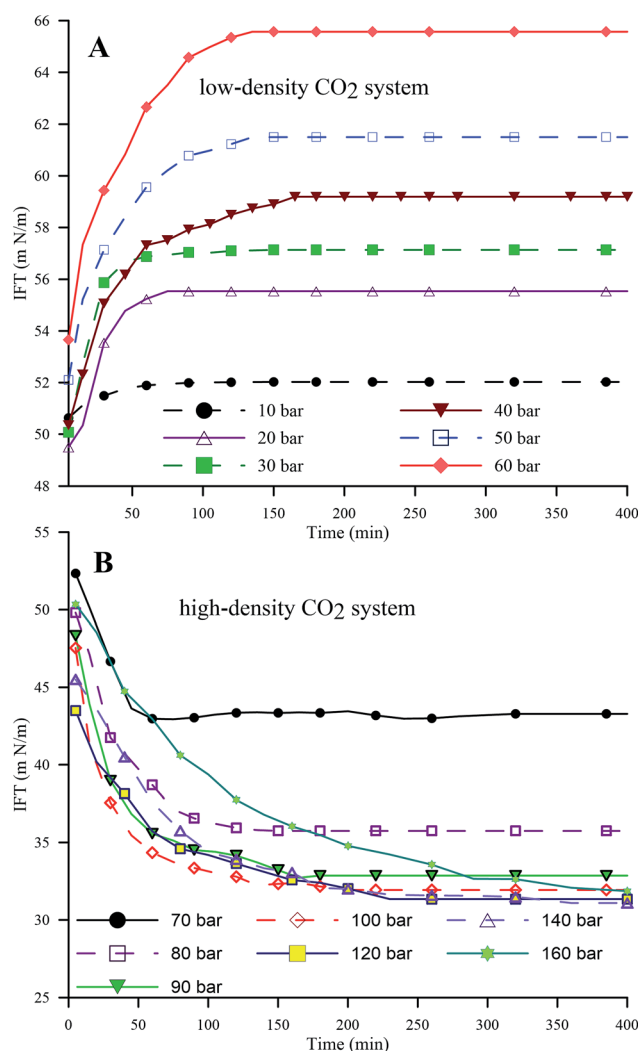 66
A
64
low-density CO2 system
62
60
58
IFT (m N/m)
56
54
52
10 bar 40 bar
50
20 bar 50 bar
30 bar 60 bar
48
50 100 150 200 250 300 350 400
Time (min)
55
B
50
high-density CO2 system
45
IFT (m N/m)
40
35
30
70 bar 100 bar 140 bar
80 bar 120 bar 160 bar
90 bar
25
0 50 100 150 200 250 300 350 400
Time (min)